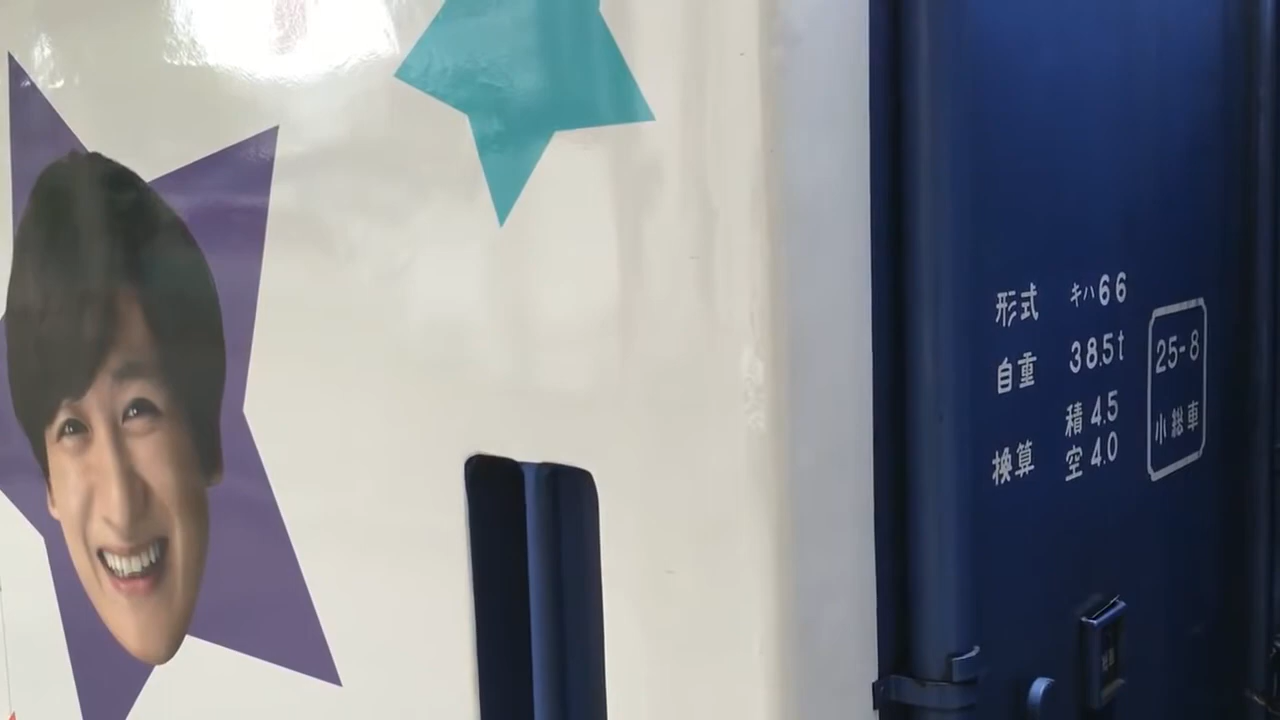 形式 キハ66
自重 38.5t
積 4.5
換算 空 4.0
25-8
小総車